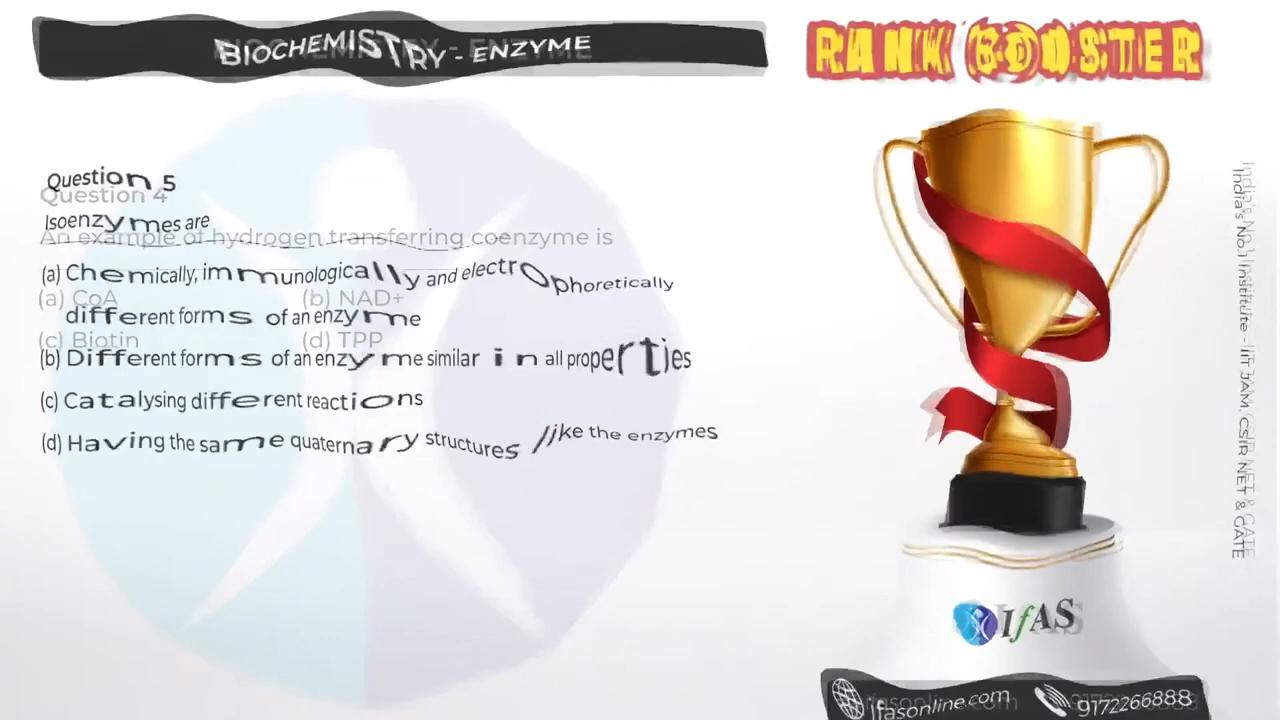 BIOCHEMISTRY - ENZYME
RANK BOOSTER
Question 5
Question 4
Isoenzymes are
An example of hydrogen transferring coenzyme is
(a) Chemically, immunologically and electrophoretically
different forms of an enzyme
(a) CoA (b) NAD+
(c) Biotin (d) TPP
(b) Different forms of an enzyme similar in all properties
(c) Catalysing different reactions
(d) Having the same quaternary structures like the enzymes
India's No.1 Institute - IIT JAM, CSIR NET & GATE
IfAS
ifasonline.com 9172266888